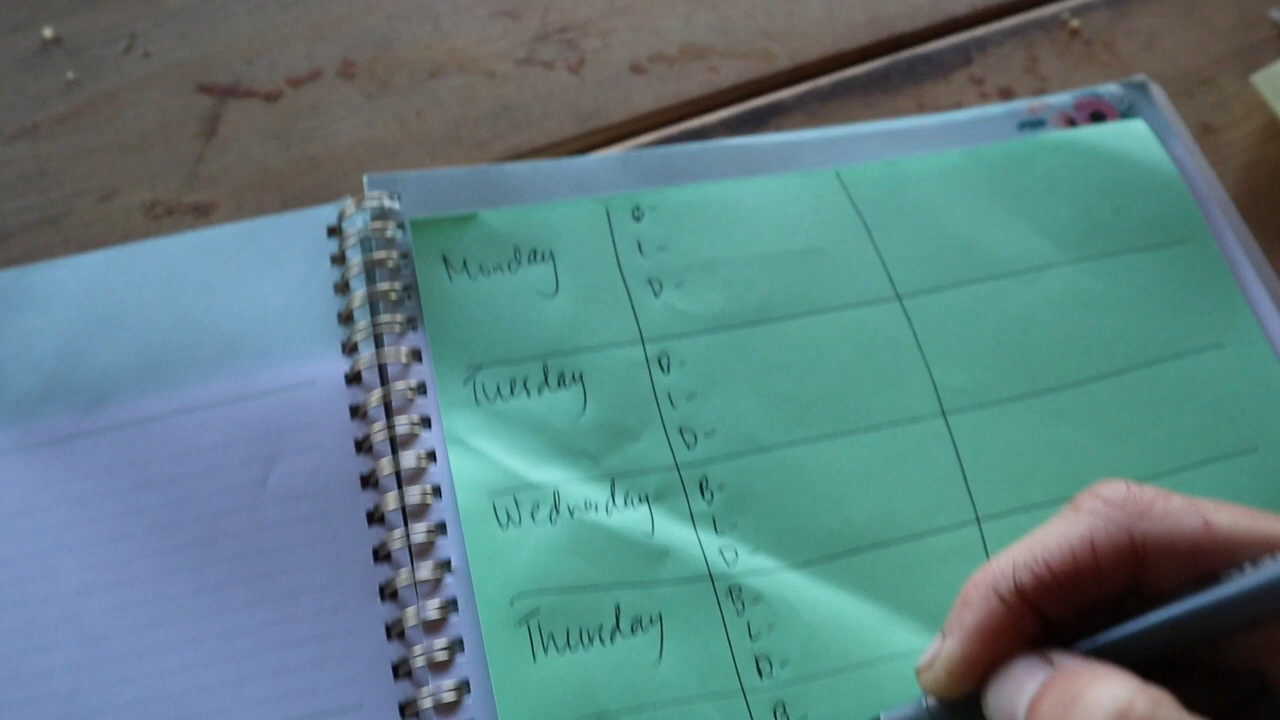 Monday
B-
L-
D-
Tuesday
B-
L-
D-
Wednesday
B-
L-
D
Thursday
B-
L-
D-
B-